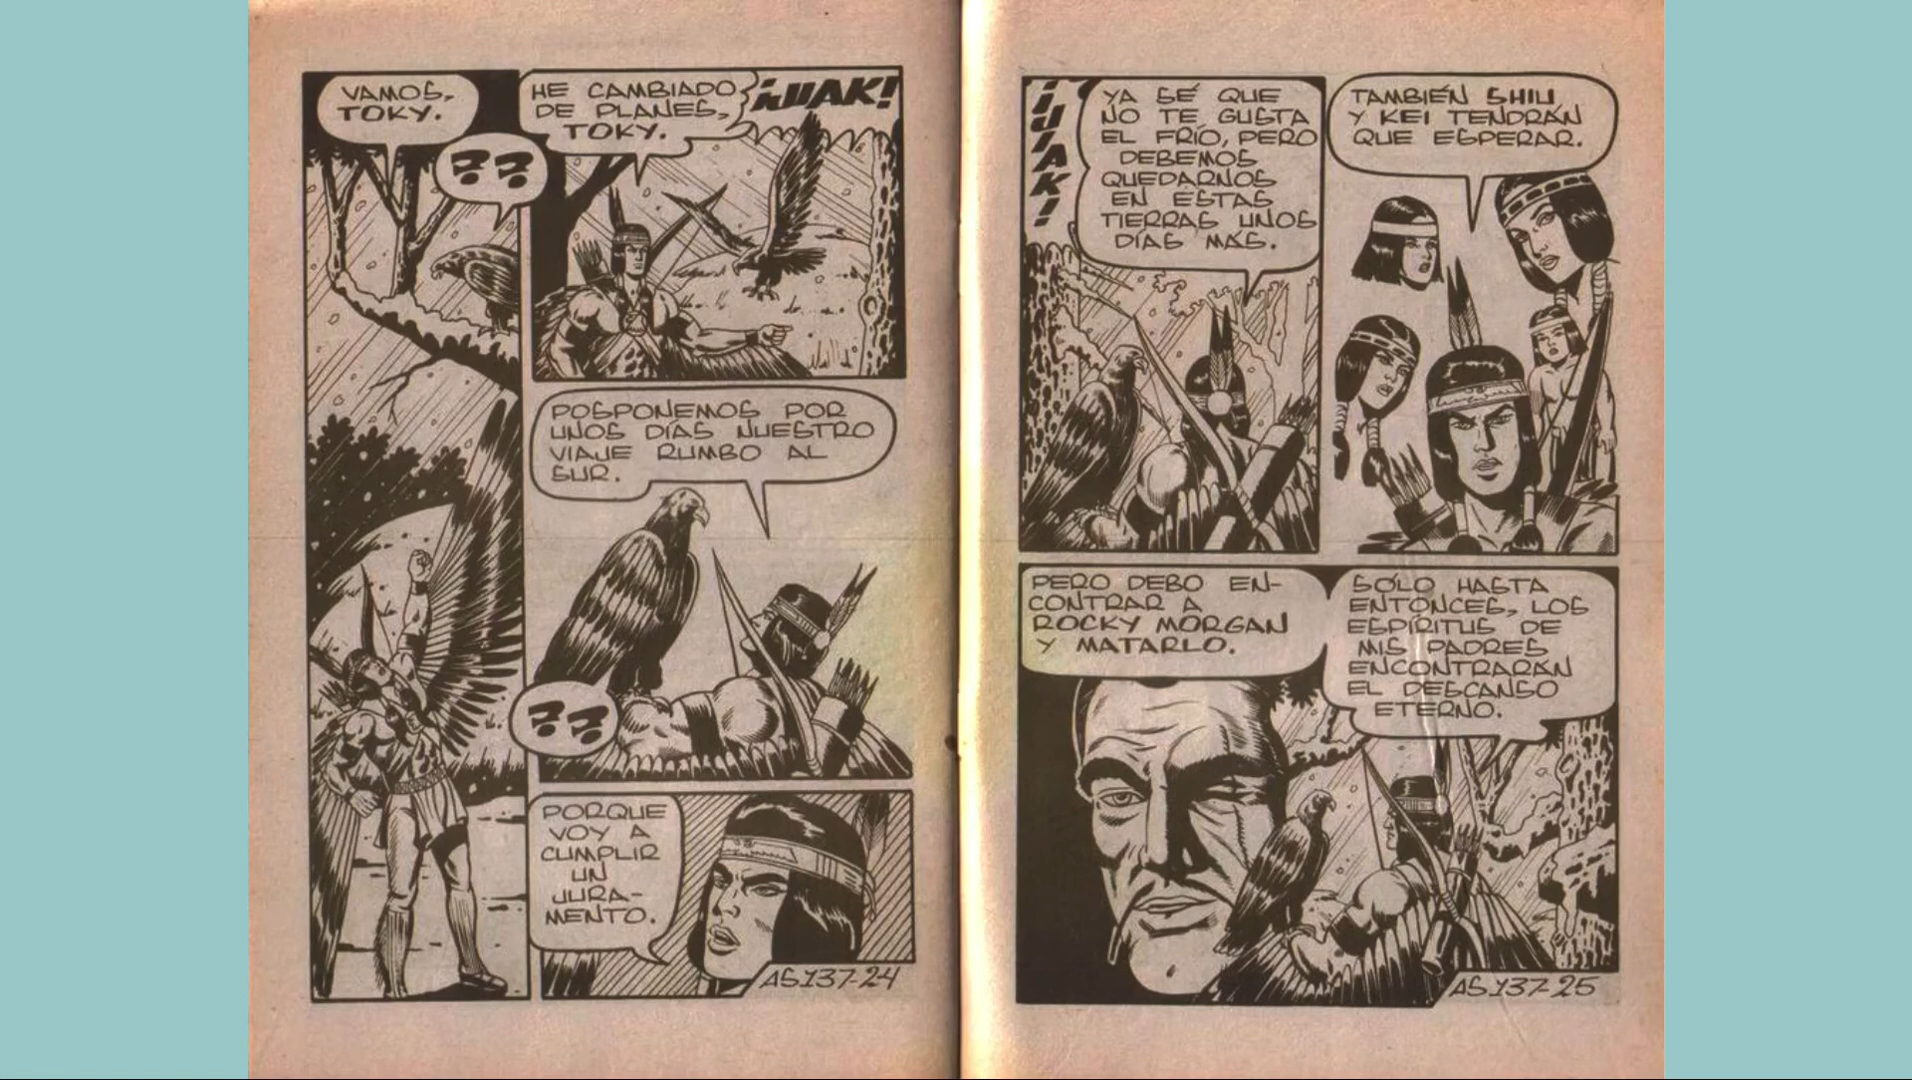 VAMOS,
TOKY.
??
HE CAMBIADO
DE PLANES,
TOKY.
¡JIAK!
POSPONEMOS POR
UNOS DÍAS NUESTRO
VIAJE RUMBO AL
SUR.
??
PORQUE
VOY A
CUMPLIR
UN
JURA-
MENTO.
AS137-24
¡JIAK!
YA SÉ QUE
NO TE GUSTA
EL FRÍO, PERO
DEBEMOS
QUEDARNOS
EN ESTAS
TIERRAS UNOS
DÍAS MÁS.
TAMBIÉN SHILI
Y KEI TENDRÁN
QUE ESPERAR.
PERO DEBO EN-
CONTRAR A
ROCKY MORGAN
Y MATARLO.
SÓLO HASTA
ENTONCES, LOS
ESPÍRITUS DE
MIS PADRES
ENCONTRARÁN
EL DESCANSO
ETERNO.
AS137-25